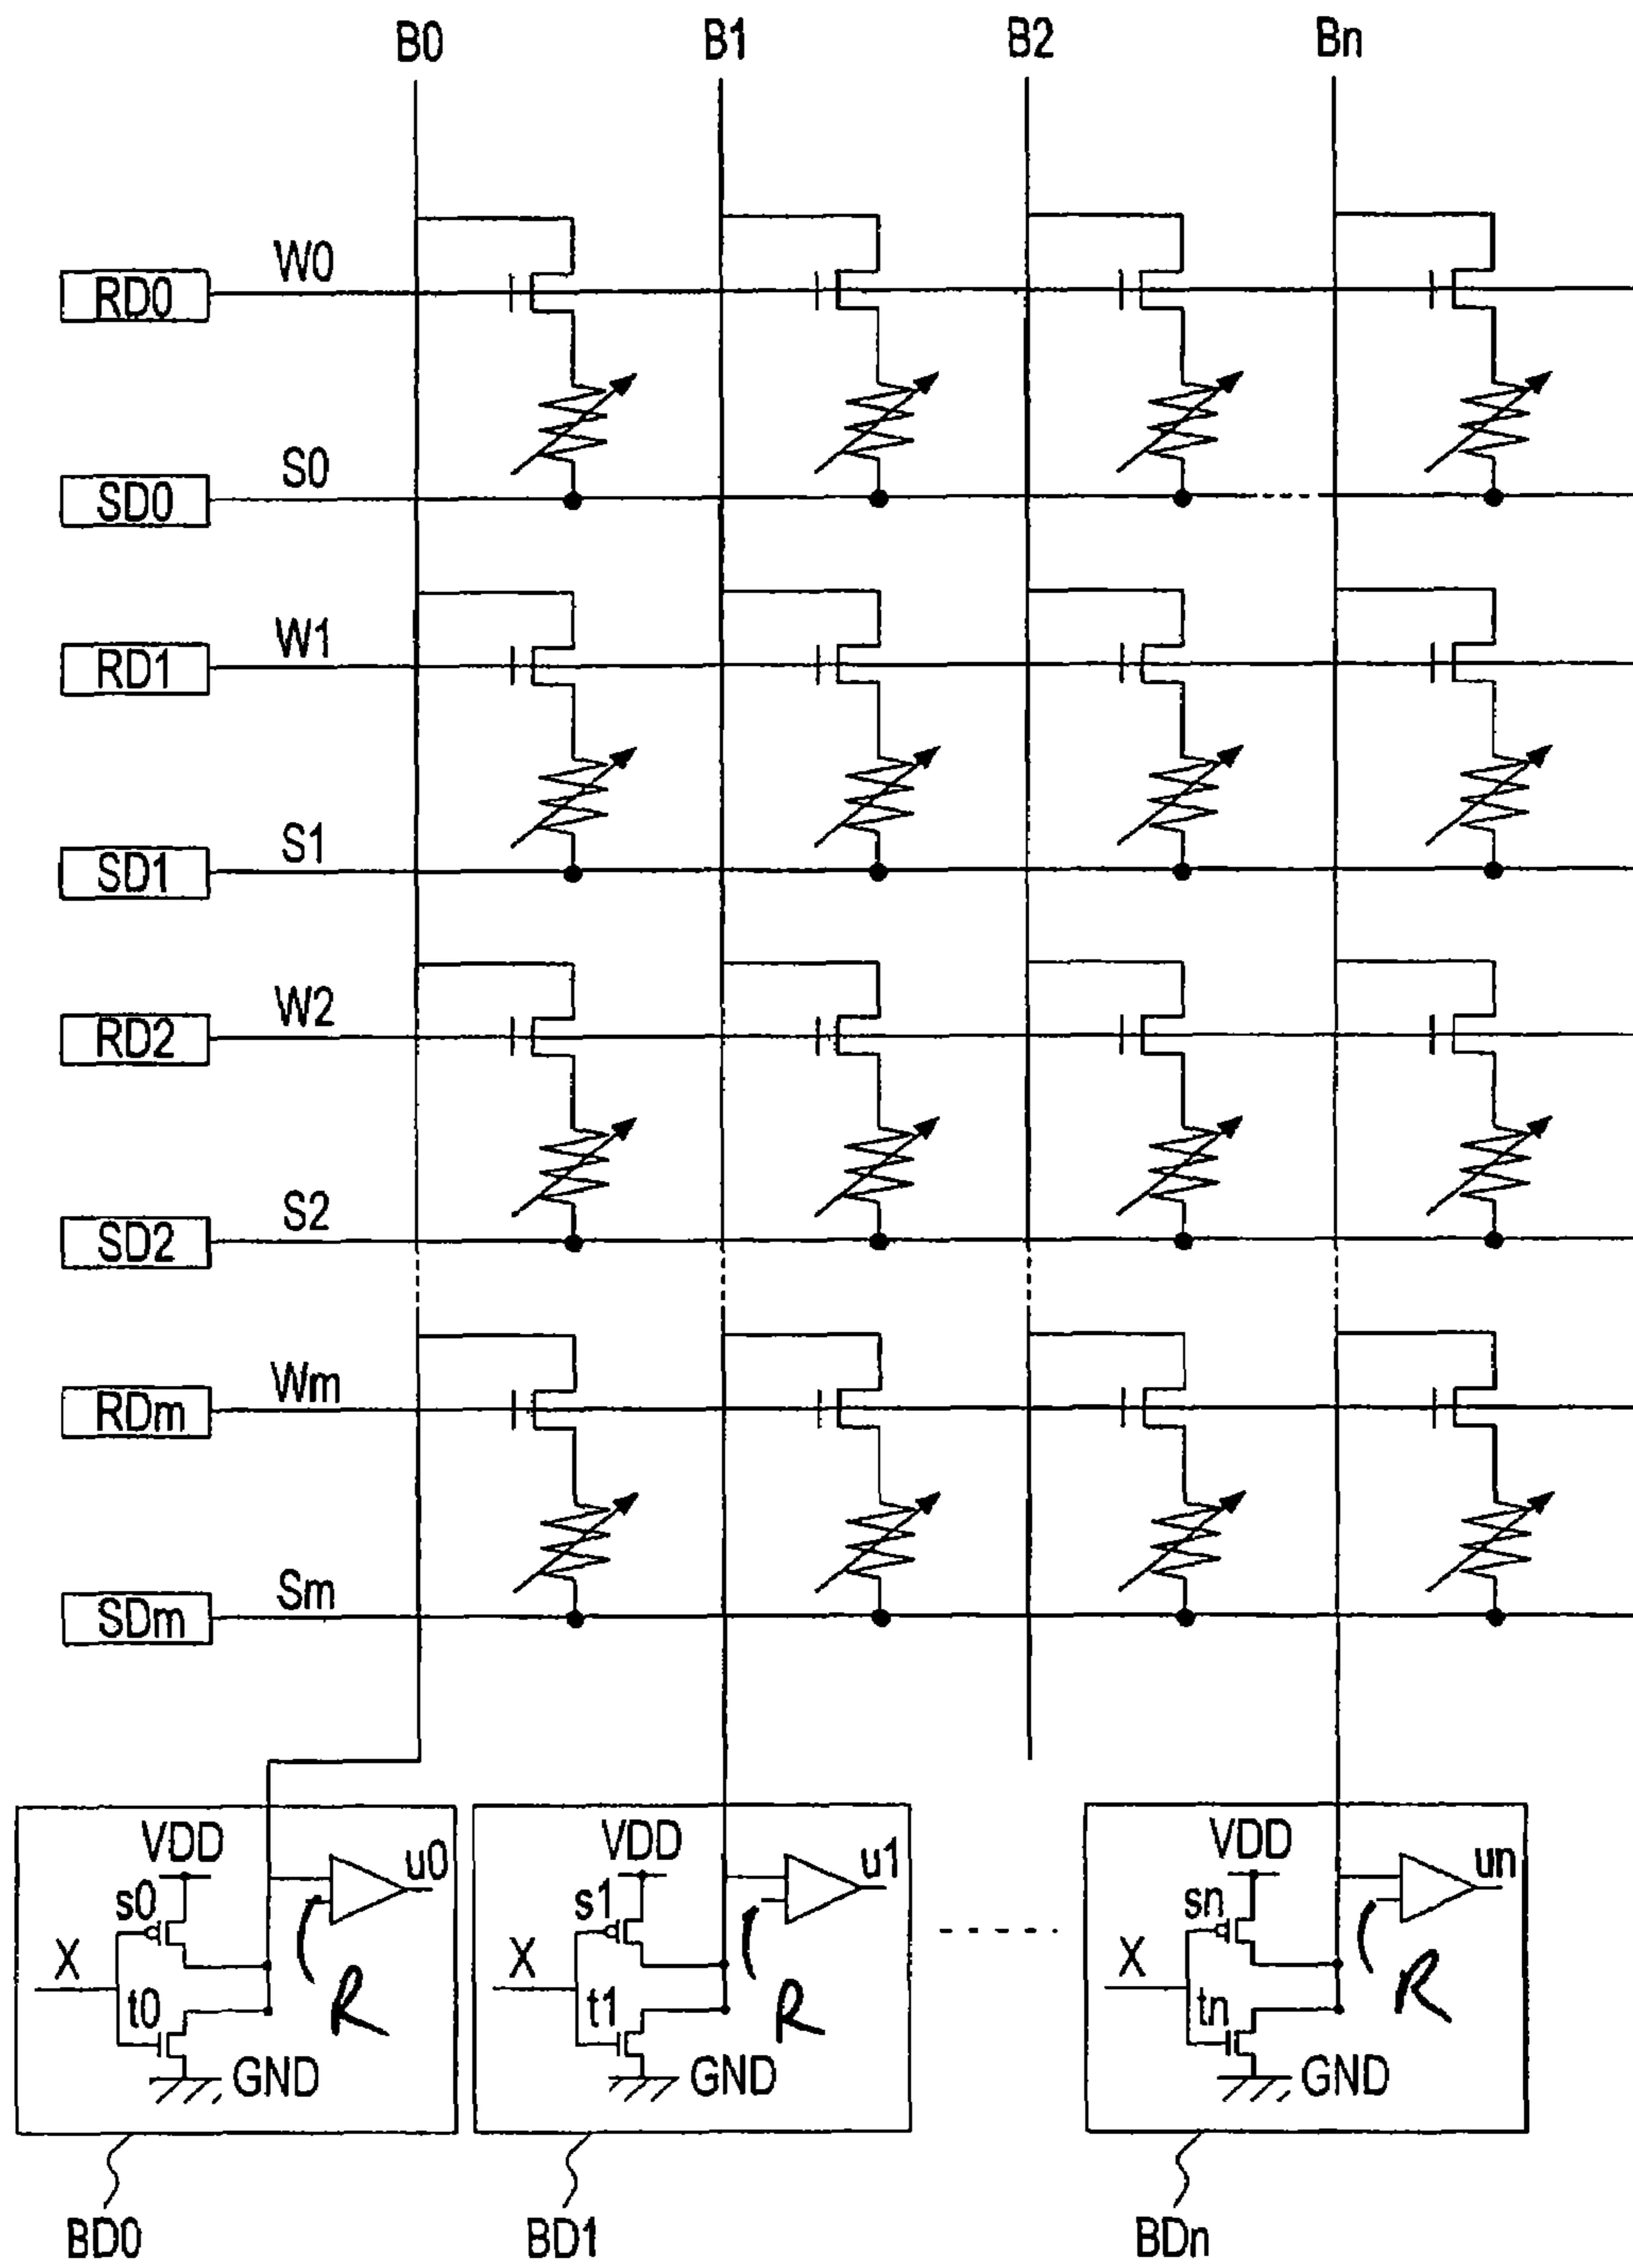 B0 B1 B2 Bn
W0
RD0
S0
SD0
W1
RD1
S1
SD1
W2
RD2
S2
SD2
Wm
RDm
Sm
SDm
VDD u0 VDD u1 VDD un
s0 s1 sn
X X X
t0 R t1 R tn R
GND GND GND
BD0 BD1 BDn